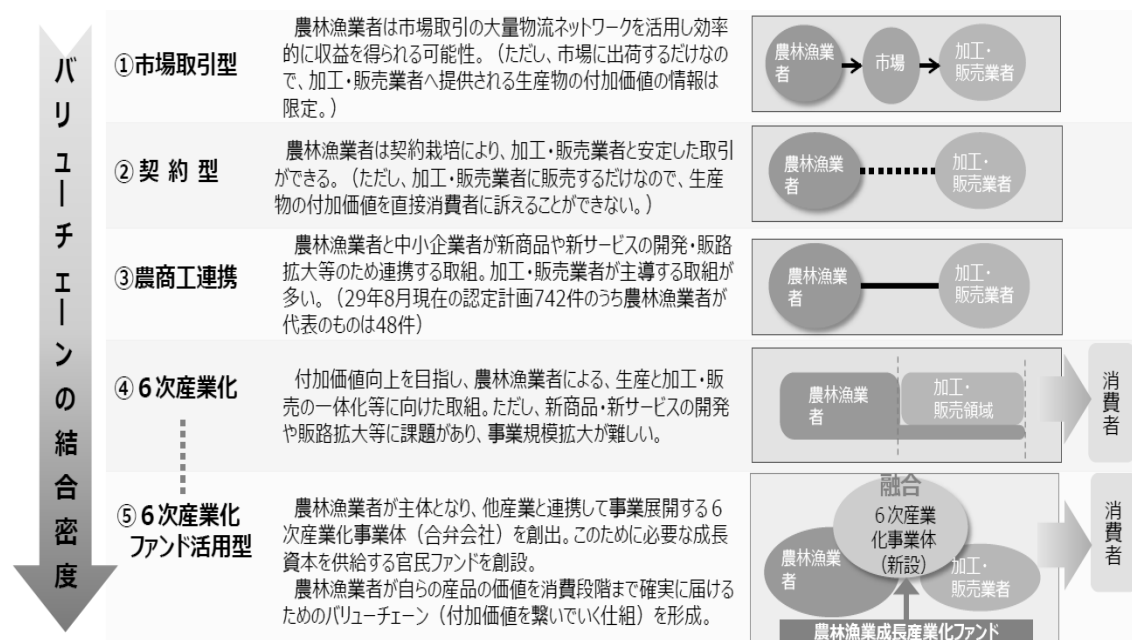 バリューチェーンの結合密度
①市場取引型
農林漁業者は市場取引の大量物流ネットワークを活用し効率
的に収益を得られる可能性。（ただし、市場に出荷するだけなの
で、加工・販売業者へ提供される生産物の付加価値の情報は
限定。）
農林漁業
者
市場
加工・
販売業者
②契約型
農林漁業者は契約栽培により、加工・販売業者と安定した取引
ができる。（ただし、加工・販売業者に販売するだけなので、生産
物の付加価値を直接消費者に訴えることができない。）
農林漁業
者
加工・
販売業者
③農商工連携
農林漁業者と中小企業者が新商品や新サービスの開発・販路
拡大等のため連携する取組。加工・販売業者が主導する取組が
多い。（29年8月現在の認定計画742件のうち農林漁業者が
代表のものは48件）
農林漁業
者
加工・
販売業者
④６次産業化
付加価値向上を目指し、農林漁業者による、生産と加工・販
売の一体化等に向けた取組。ただし、新商品・新サービスの開発
や販路拡大等に課題があり、事業規模拡大が難しい。
農林漁業
者
加工・
販売領域
消費者
⑤６次産業化
ファンド活用型
農林漁業者が主体となり、他産業と連携して事業展開する６
次産業化事業体（合弁会社）を創出。このために必要な成長
資本を供給する官民ファンドを創設。
農林漁業者が自らの産品の価値を消費段階まで確実に届ける
ためのバリューチェーン（付加価値を繋いでいく仕組）を形成。
融合
６次産業
化事業体
（新設）
農林漁業
者
加工・
販売業者
農林漁業成長産業化ファンド
消費者